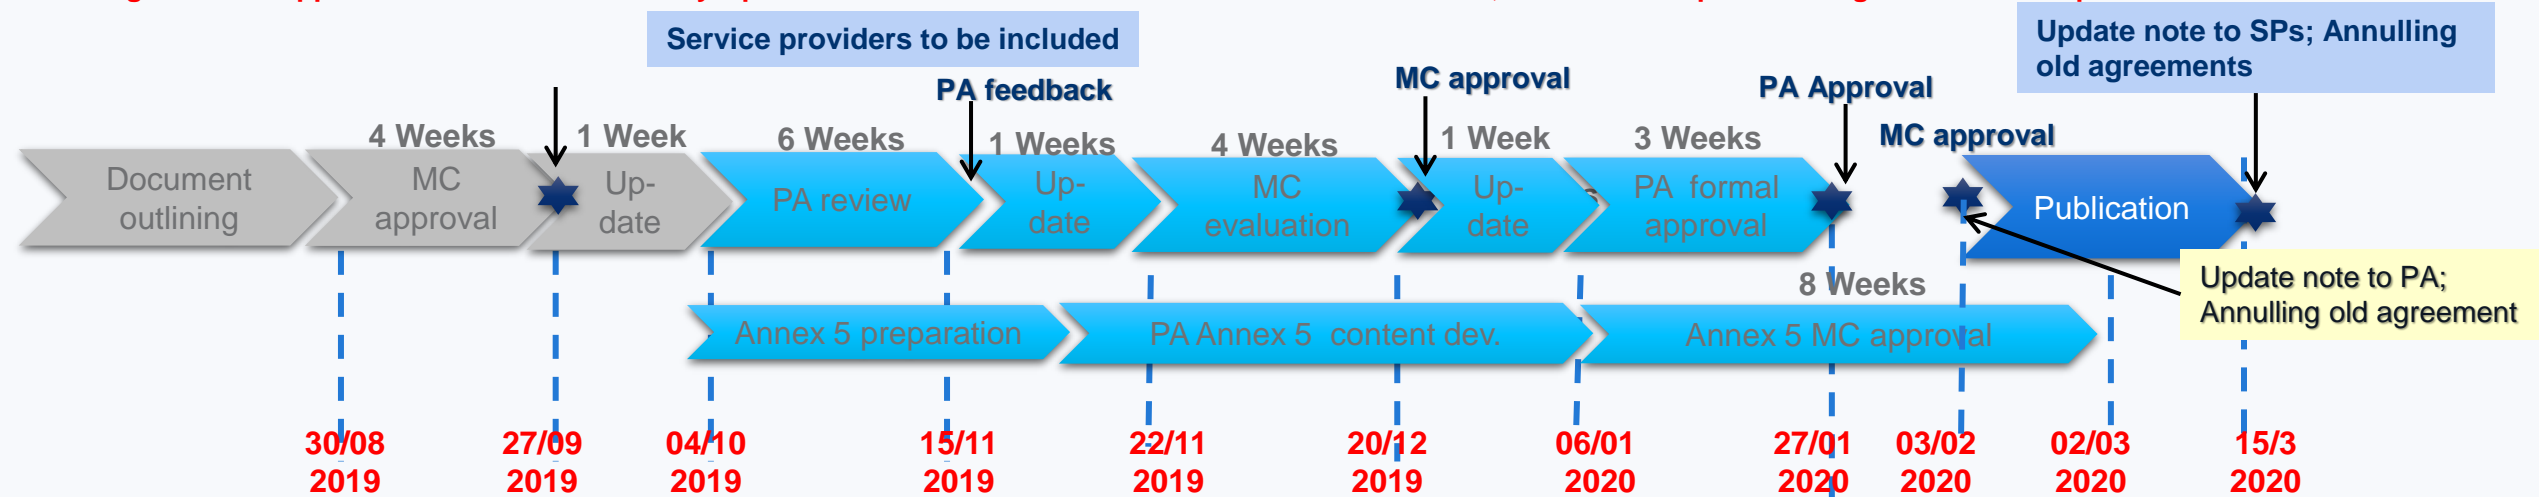 Service providers to be included
Update note to SPs; Annulling
old agreements
PA feedback
MC approval
PA Approval
MC approval
4 Weeks
1 Week
6 Weeks
1 Weeks
4 Weeks
1 Week
3 Weeks
Document
outlining
MC
approval
Up-
date
PA review
Up-
date
MC
evaluation
Up-
date
PA formal
approval
Publication
8 Weeks
Update note to PA;
Annulling old agreement
Annex 5 preparation
PA Annex 5 content dev.
Annex 5 MC approval
30/08
2019
27/09
2019
04/10
2019
15/11
2019
22/11
2019
20/12
2019
06/01
2020
27/01
2020
03/02
2020
02/03
2020
15/3
2020